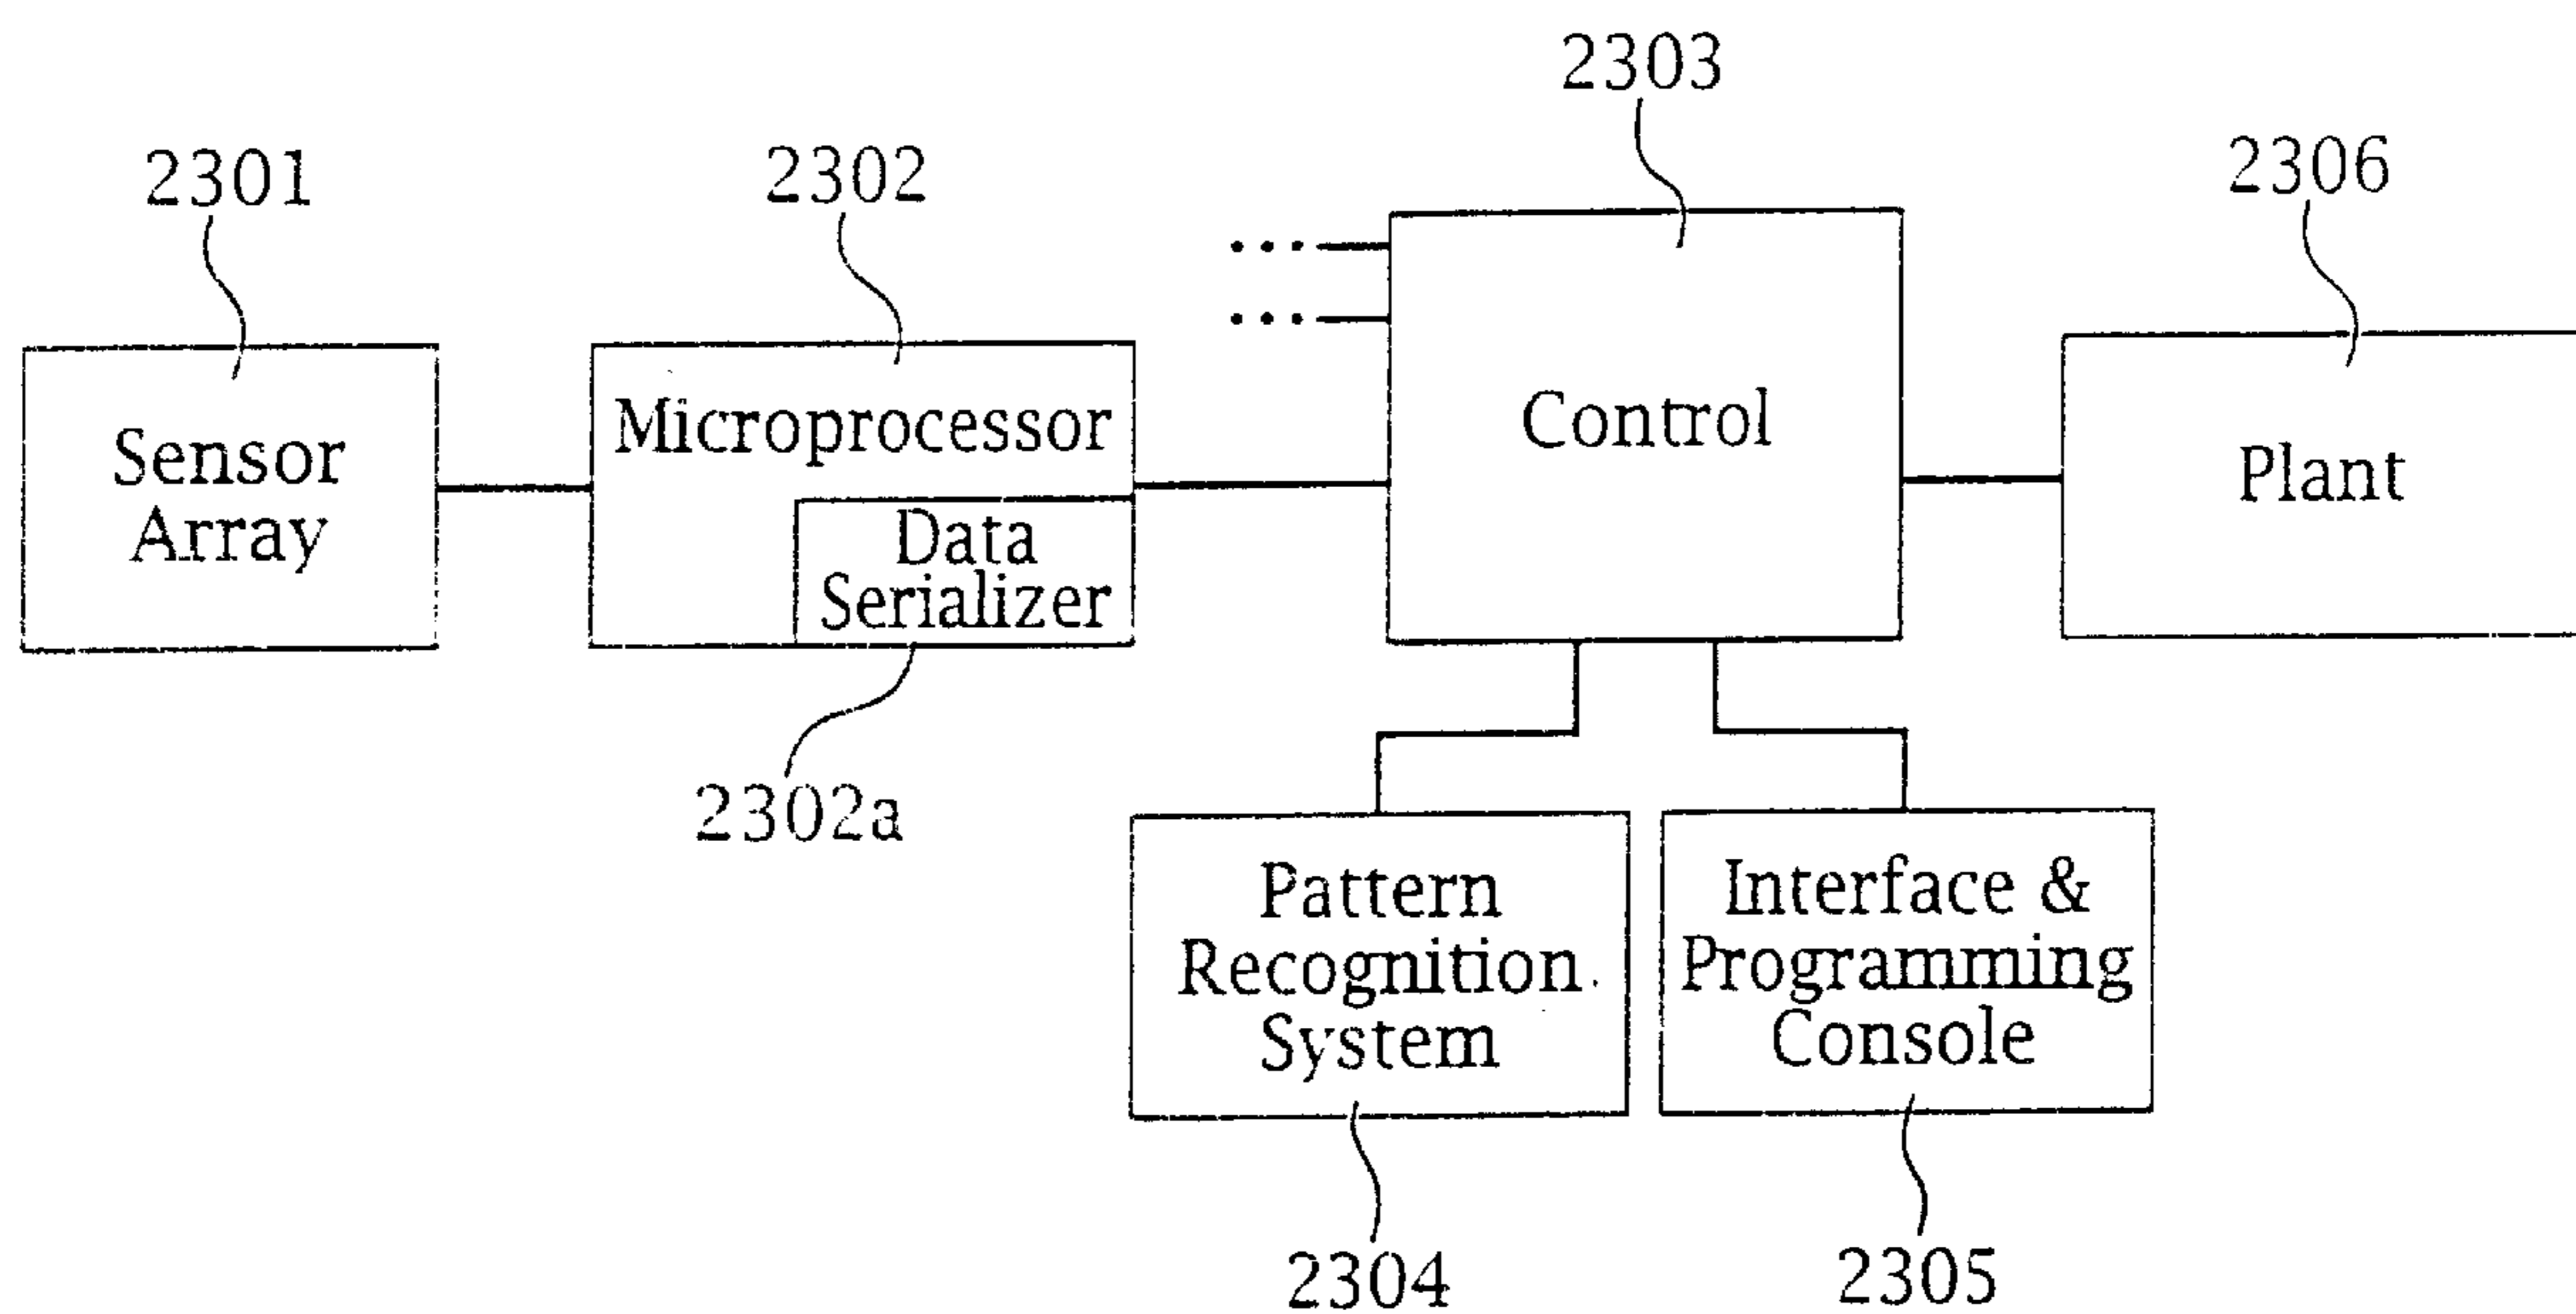 2303
2301
2302
2306
Sensor
Array
Microprocessor
Data
Serializer
Control
Plant
2302a
Pattern
Recognition
System
Interface &
Programming
Console
2304
2305